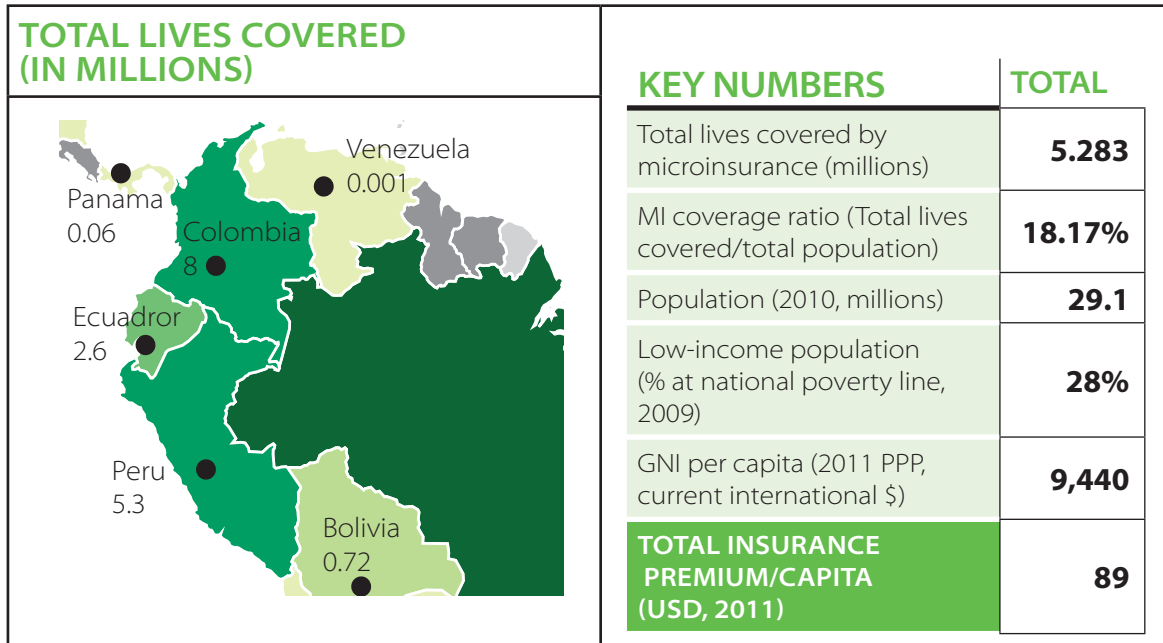 TOTAL LIVES COVERED
(IN MILLIONS)
Venezuela
0.001
Panama
0.06
Colombia
8
Ecuadror
2.6
Peru
5.3
Bolivia
0.72
KEY NUMBERS
TOTAL
Total lives covered by
microinsurance (millions)
5.283
MI coverage ratio (Total lives
covered/total population)
18.17%
Population (2010, millions)
29.1
Low-income population
(% at national poverty line,
2009)
28%
GNI per capita (2011 PPP,
current international $)
9,440
TOTAL INSURANCE
PREMIUM/CAPITA
(USD, 2011)
89